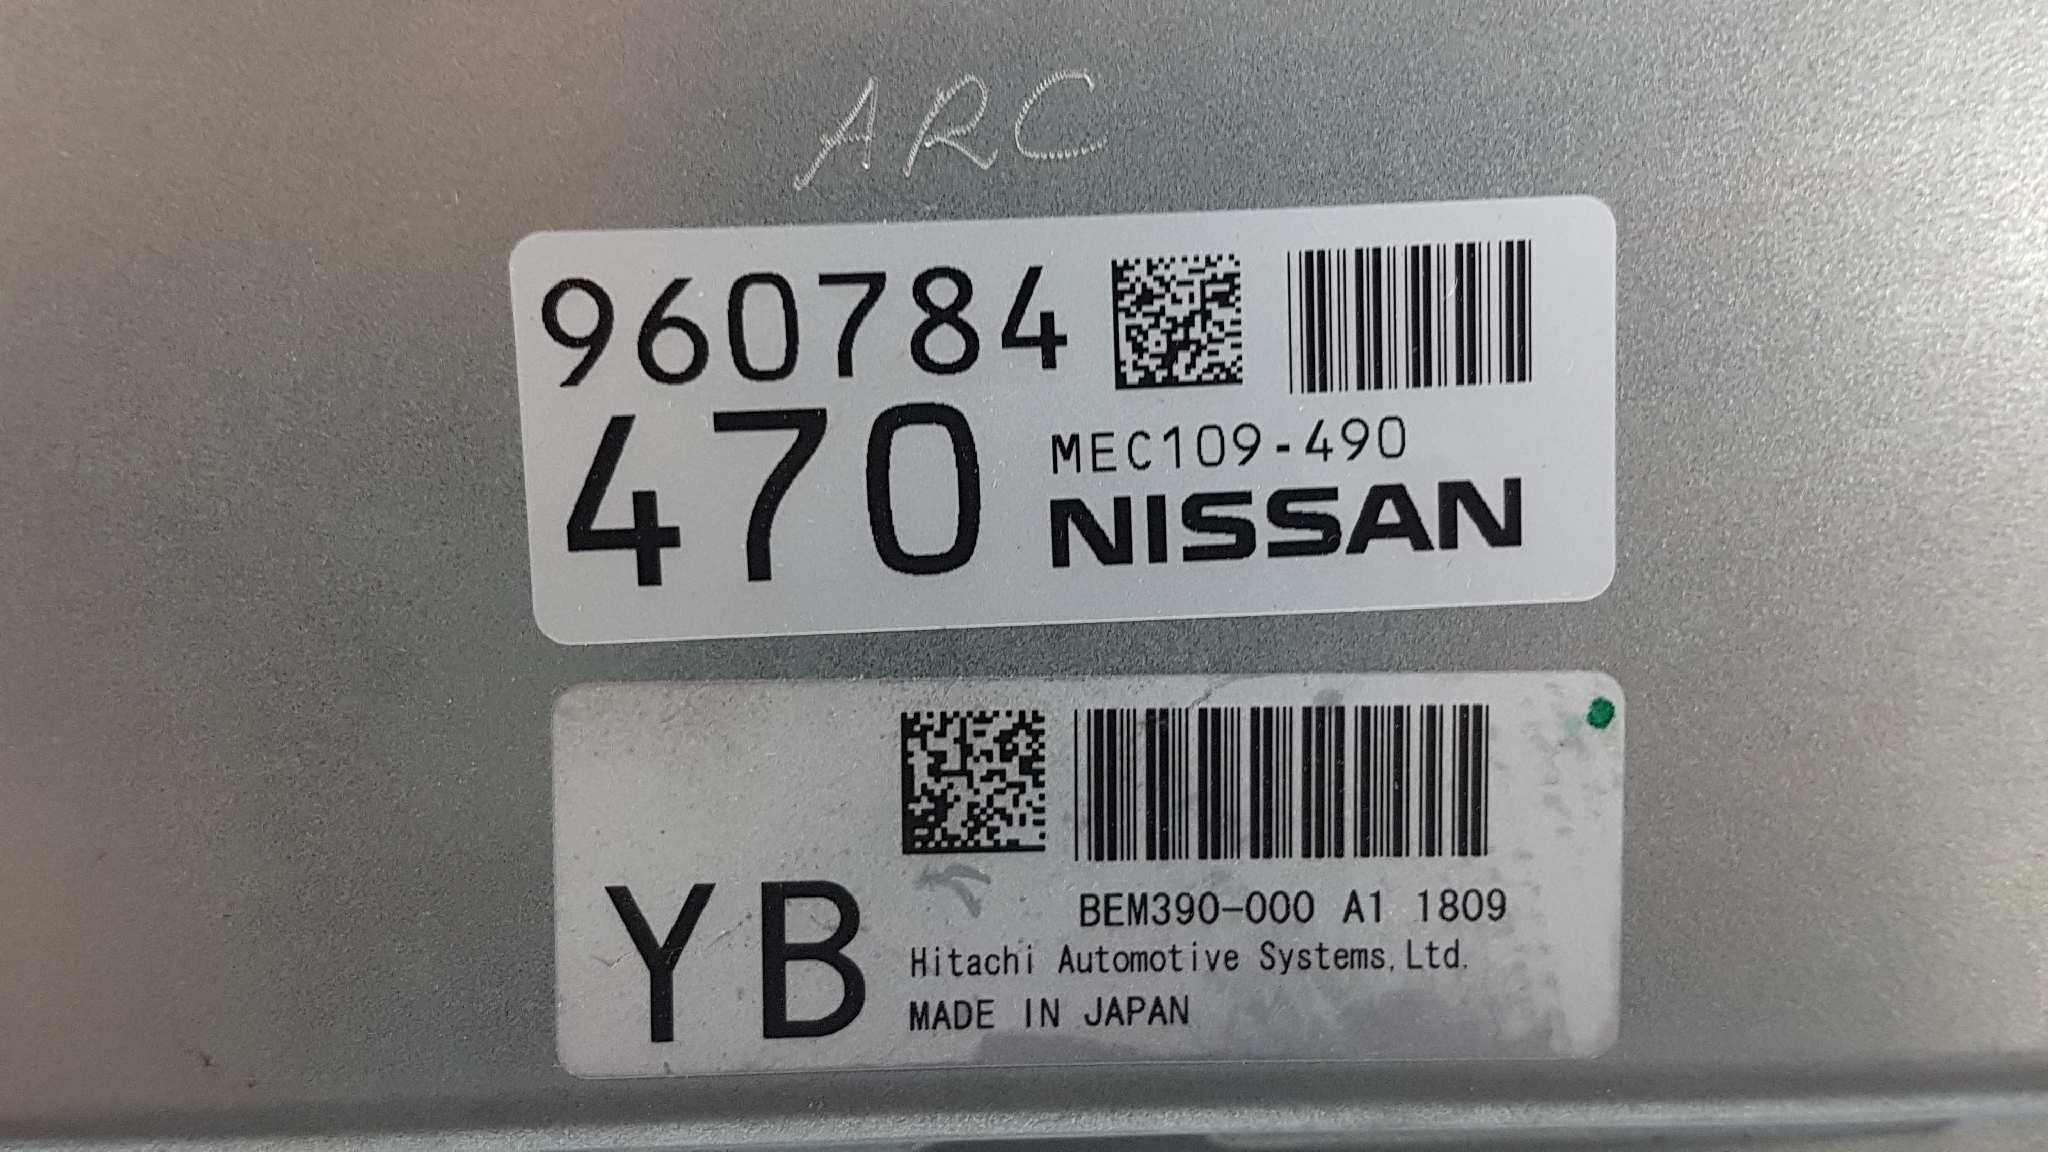 ARC
960784
470 MEC109-490
NISSAN
YB
BEM390-000 A1 1809
Hitachi Automotive Systems,Ltd.
MADE IN JAPAN